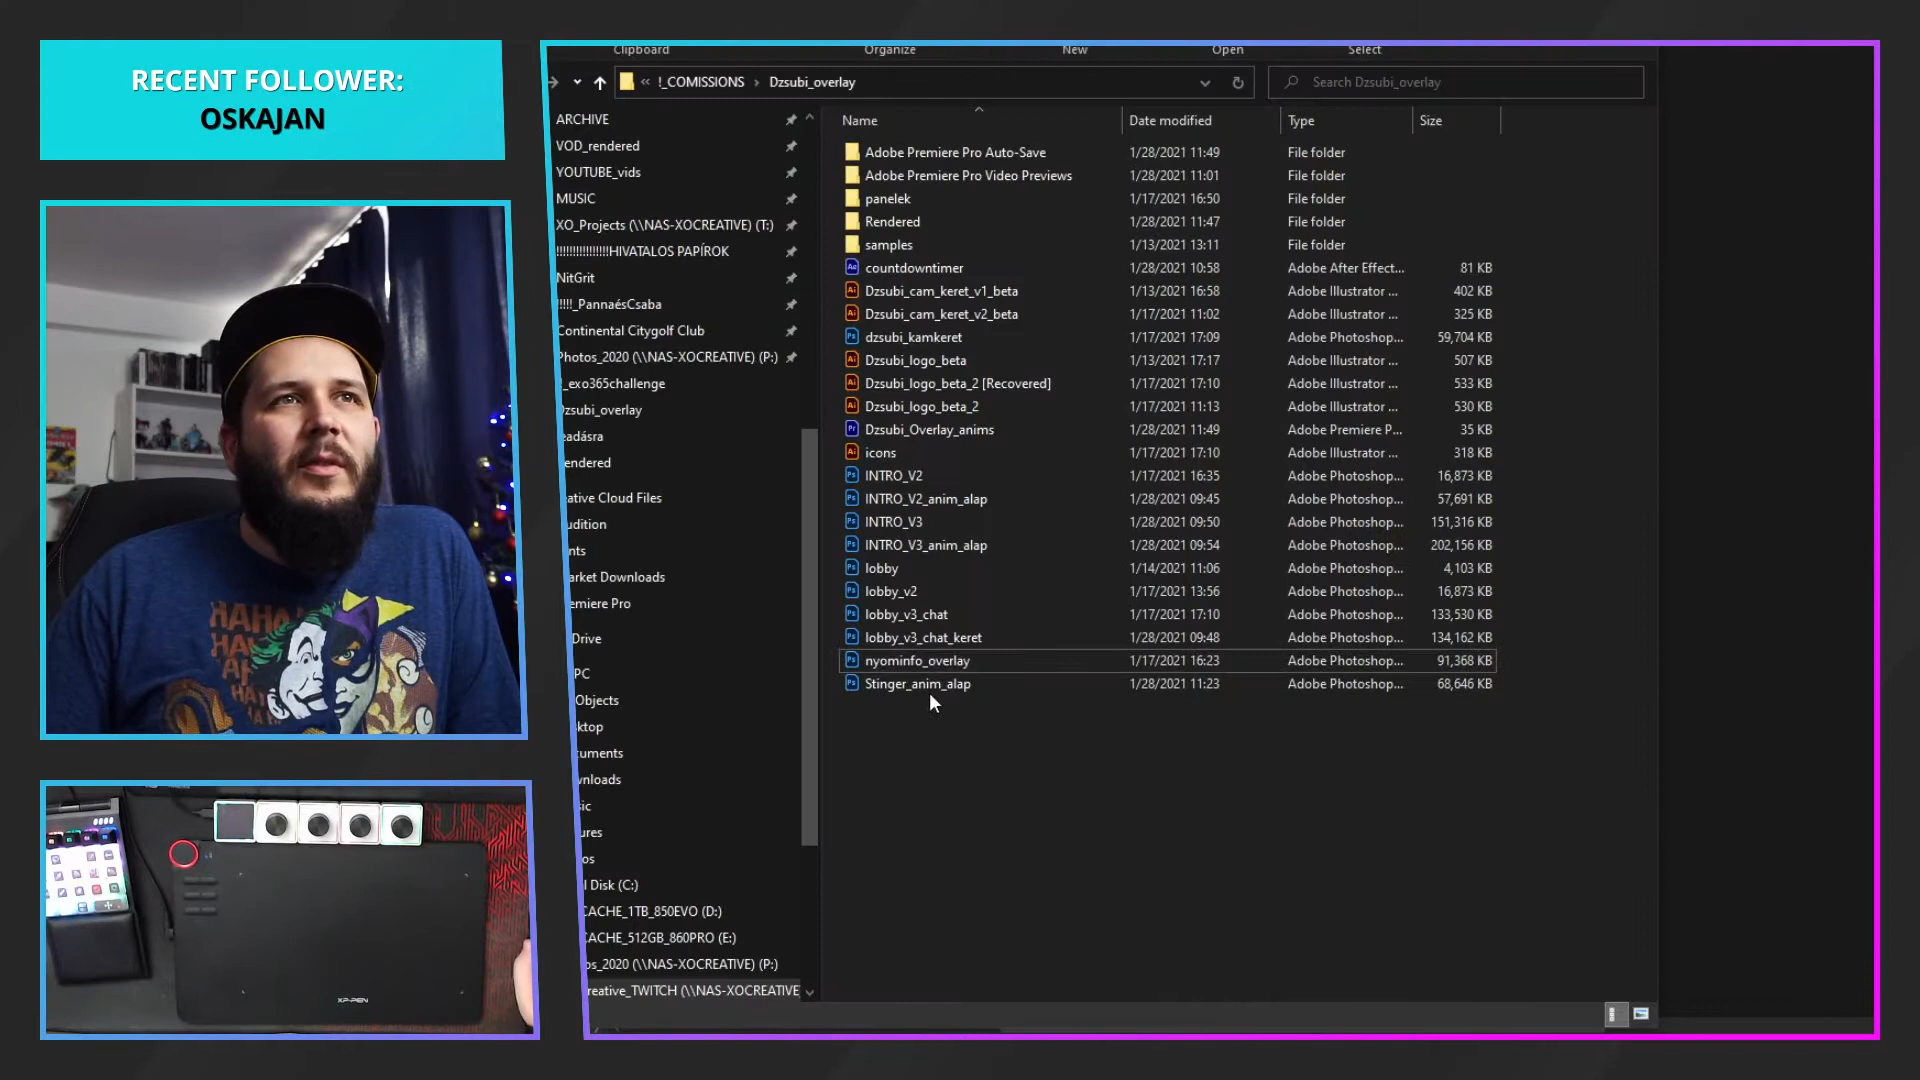 RECENT FOLLOWER:
OSKAJAN
Clipboard
Organize
New
Open
Select
« !_COMISSIONS > Dzsubi_overlay
Search Dzsubi_overlay
ARCHIVE
VOD_rendered
YOUTUBE_vids
MUSIC
XO_Projects (\\NAS-XOCREATIVE) (T:)
!!!!!!!!!!!!!!!!HIVATALOS PAPÍROK
NitGrit
!!!!!_PannaésCsaba
Continental Citygolf Club
Photos_2020 (\\NAS-XOCREATIVE) (P:)
!_exo365challenge
Dzsubi_overlay
eadásra
endered
eative Cloud Files
udition
nts
arket Downloads
emiere Pro
Drive
PC
Objects
ktop
cuments
wnloads
sic
ures
os
l Disk (C:)
CACHE_1TB_850EVO (D:)
CACHE_512GB_860PRO (E:)
os_2020 (\\NAS-XOCREATIVE) (P:)
reative_TWITCH (\\NAS-XOCREATIVE
Name Date modified Type Size
Adobe Premiere Pro Auto-Save 1/28/2021 11:49 File folder
Adobe Premiere Pro Video Previews 1/28/2021 11:01 File folder
panelek 1/17/2021 16:50 File folder
Rendered 1/28/2021 11:47 File folder
samples 1/13/2021 13:11 File folder
countdowntimer 1/28/2021 10:58 Adobe After Effect... 81 KB
Dzsubi_cam_keret_v1_beta 1/13/2021 16:58 Adobe Illustrator ... 402 KB
Dzsubi_cam_keret_v2_beta 1/17/2021 11:02 Adobe Illustrator ... 325 KB
dzsubi_kamkeret 1/17/2021 17:09 Adobe Photoshop... 59,704 KB
Dzsubi_logo_beta 1/13/2021 17:17 Adobe Illustrator ... 507 KB
Dzsubi_logo_beta_2 [Recovered] 1/17/2021 17:10 Adobe Illustrator ... 533 KB
Dzsubi_logo_beta_2 1/17/2021 11:13 Adobe Illustrator ... 530 KB
Dzsubi_Overlay_anims 1/28/2021 11:49 Adobe Premiere P... 35 KB
icons 1/17/2021 17:10 Adobe Illustrator ... 318 KB
INTRO_V2 1/17/2021 16:35 Adobe Photoshop... 16,873 KB
INTRO_V2_anim_alap 1/28/2021 09:45 Adobe Photoshop... 57,691 KB
INTRO_V3 1/28/2021 09:50 Adobe Photoshop... 151,316 KB
INTRO_V3_anim_alap 1/28/2021 09:54 Adobe Photoshop... 202,156 KB
lobby 1/14/2021 11:06 Adobe Photoshop... 4,103 KB
lobby_v2 1/17/2021 13:56 Adobe Photoshop... 16,873 KB
lobby_v3_chat 1/17/2021 17:10 Adobe Photoshop... 133,530 KB
lobby_v3_chat_keret 1/28/2021 09:48 Adobe Photoshop... 134,162 KB
nyominfo_overlay 1/17/2021 16:23 Adobe Photoshop... 91,368 KB
Stinger_anim_alap 1/28/2021 11:23 Adobe Photoshop... 68,646 KB
XP-PEN